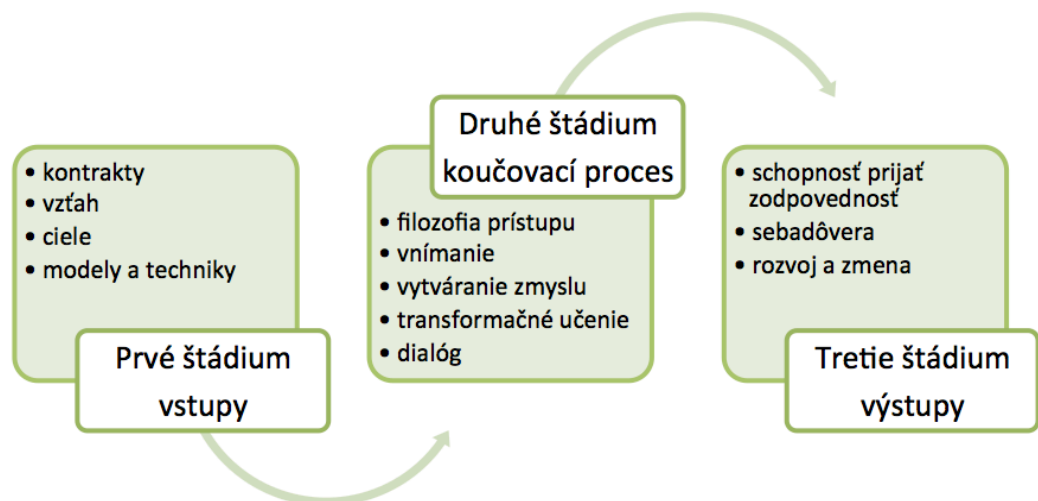 • kontrakty
• vzťah
• ciele
• modely a techniky
Prvé štádium
vstupy
Druhé štádium
koučovací proces
• filozofia prístupu
• vnímanie
• vytváranie zmyslu
• transformačné učenie
• dialóg
• schopnosť prijať
zodpovednosť
• sebadôvera
• rozvoj a zmena
Tretie štádium
výstupy